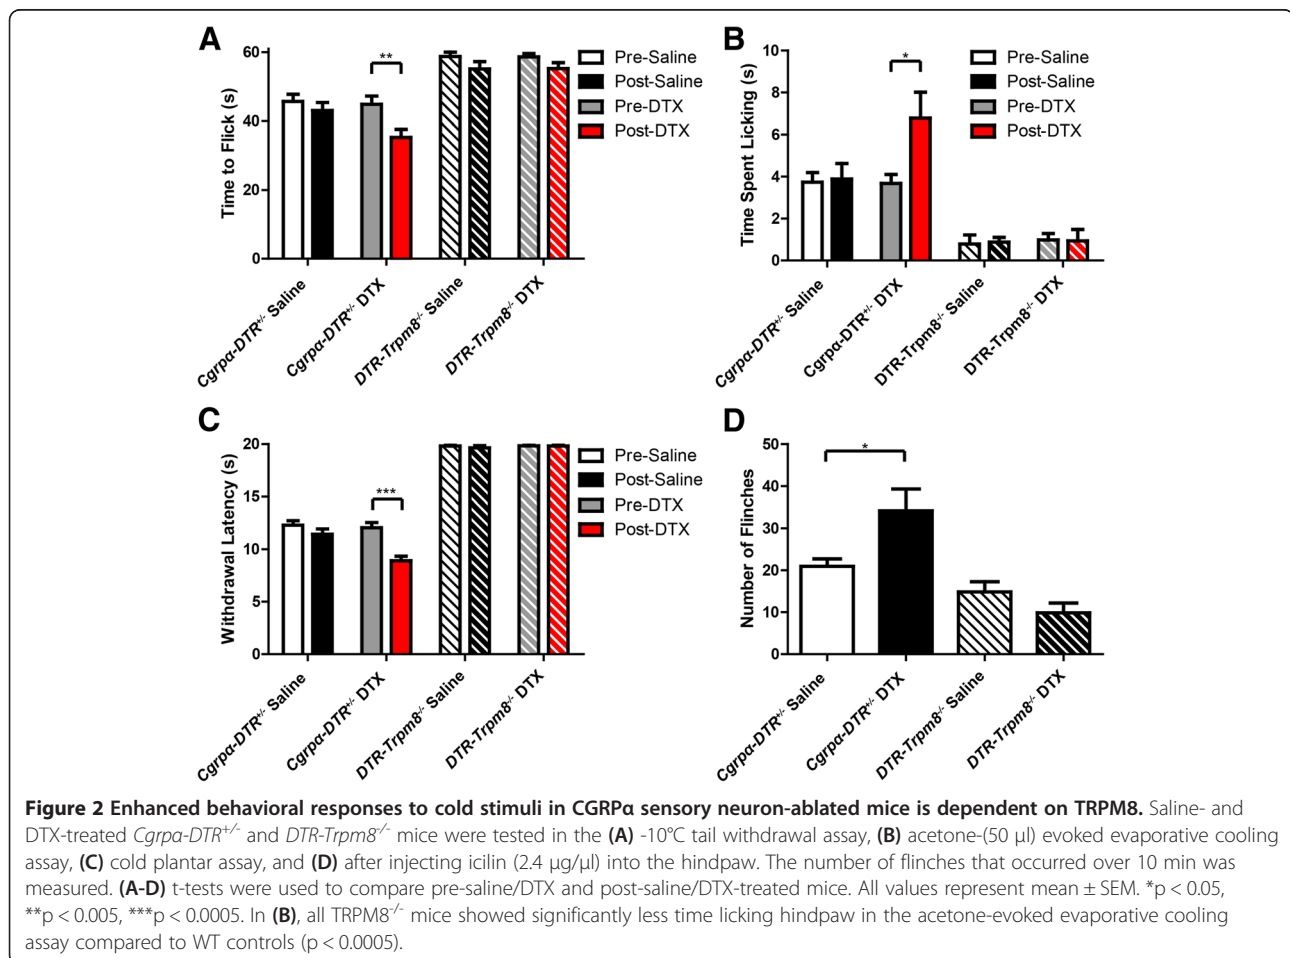 A
Time to Flick (s)
60
40
20
0
**
Pre-Saline
Post-Saline
Pre-DTX
Post-DTX
Cgrpα-DTR+/- Saline
Cgrpα-DTR+/- DTX
DTR-Trpm8-/- Saline
DTR-Trpm8-/- DTX
B
Time Spent Licking (s)
10
8
6
4
2
0
*
Pre-Saline
Post-Saline
Pre-DTX
Post-DTX
Cgrpα-DTR+/- Saline
Cgrpα-DTR+/- DTX
DTR-Trpm8-/- Saline
DTR-Trpm8-/- DTX
C
Withdrawal Latency (s)
20
15
10
5
0
***
Pre-Saline
Post-Saline
Pre-DTX
Post-DTX
Cgrpα-DTR+/- Saline
Cgrpα-DTR+/- DTX
DTR-Trpm8-/- Saline
DTR-Trpm8-/- DTX
D
Number of Flinches
50
40
30
20
10
0
*
Cgrpα-DTR+/- Saline
Cgrpα-DTR+/- DTX
DTR-Trpm8-/- Saline
DTR-Trpm8-/- DTX
Figure 2 Enhanced behavioral responses to cold stimuli in CGRPα sensory neuron-ablated mice is dependent on TRPM8. Saline- and
DTX-treated Cgrpα-DTR+/- and DTR-Trpm8-/- mice were tested in the (A) -10°C tail withdrawal assay, (B) acetone-(50 µl) evoked evaporative cooling
assay, (C) cold plantar assay, and (D) after injecting icilin (2.4 µg/µl) into the hindpaw. The number of flinches that occurred over 10 min was
measured. (A-D) t-tests were used to compare pre-saline/DTX and post-saline/DTX-treated mice. All values represent mean ± SEM. *p < 0.05,
**p < 0.005, ***p < 0.0005. In (B), all TRPM8-/- mice showed significantly less time licking hindpaw in the acetone-evoked evaporative cooling
assay compared to WT controls (p < 0.0005).